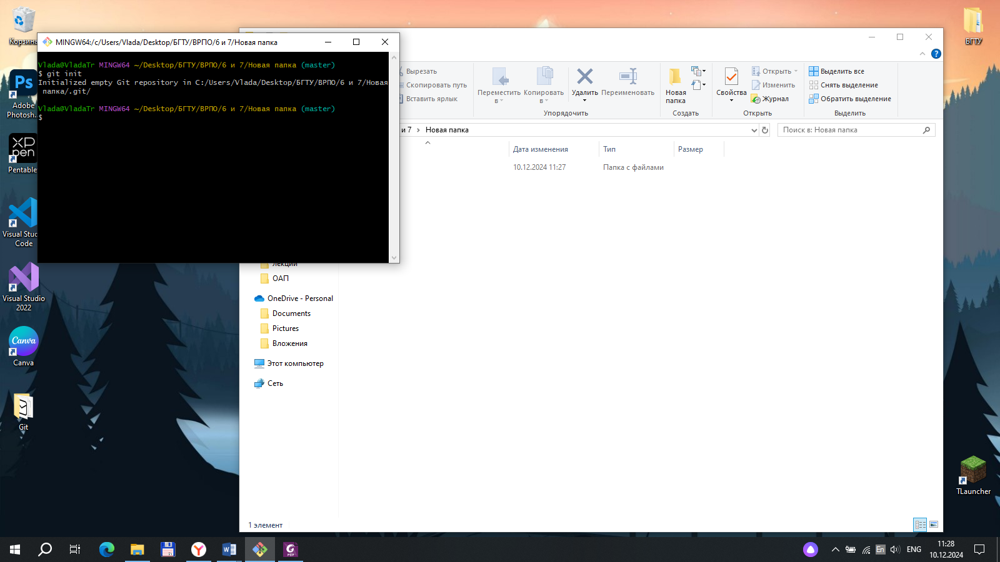 Корзина
Adobe
Photosh...
Pentablet
Visual Stud
Code
Visual Studio
2022
Canva
Canva
Git
Ps
XP
pen
MINGW64:/c/Users/Vlada/Desktop/БГТУ/ВРПО/6 и 7/Новая папка
Vlada@VladaTr MINGW64 ~/Desktop/БГТУ/ВРПО/6 и 7/Новая папка (master)
$ git init
Initialized empty Git repository in C:/Users/Vlada/Desktop/БГТУ/ВРПО/6 и 7/Новая
папка/.git/
Vlada@VladaTr MINGW64 ~/Desktop/БГТУ/ВРПО/6 и 7/Новая папка (master)
$
Вырезать
Скопировать путь
Вставить ярлык
Переместить
в
Копировать
в
Удалить
Переименовать
Упорядочить
Новая
папка
Создать
Свойства
Открыть
Изменить
Журнал
Открыть
Выделить все
Снять выделение
Обратить выделение
Выделить
и 7 › Новая папка
Поиск в: Новая папка
Дата изменения
Тип
Размер
10.12.2024 11:27
Папка с файлами
лекции
ОАП
OneDrive - Personal
Documents
Pictures
Вложения
Этот компьютер
Сеть
1 элемент
БГТУ
TLauncher
En
ENG
11:28
10.12.2024